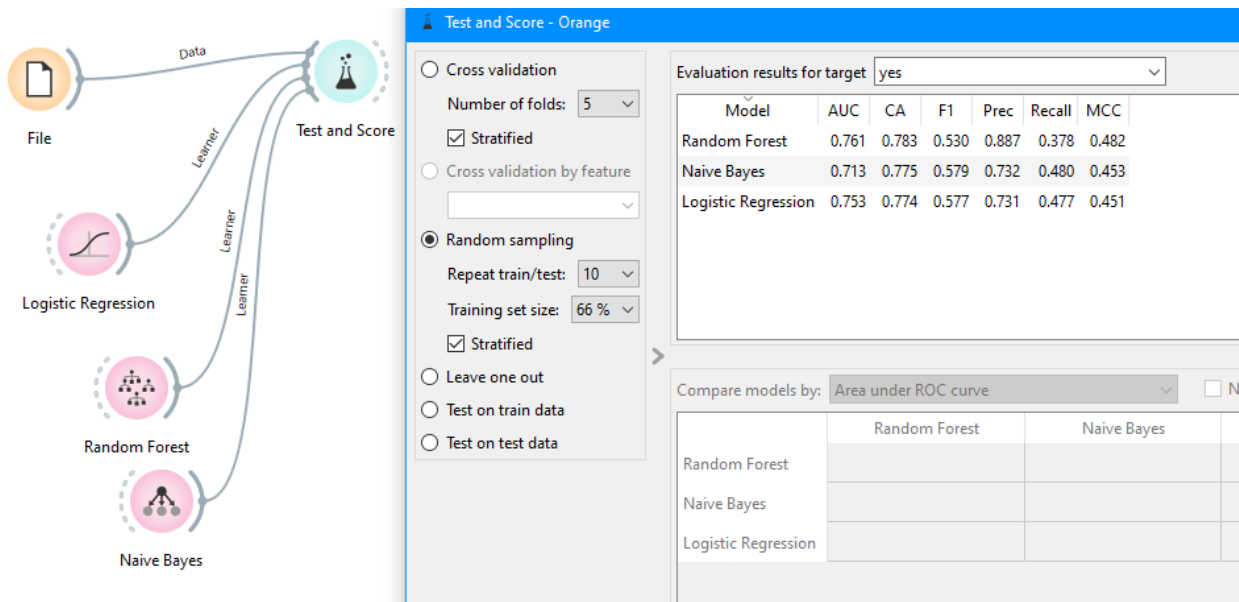 Data
File
Test and Score
Learner
Logistic Regression
Learner
Random Forest
Learner
Naive Bayes
Test and Score - Orange
Cross validation
Number of folds: 5
Stratified
Cross validation by feature
Random sampling
Repeat train/test: 10
Training set size: 66 %
Stratified
Leave one out
Test on train data
Test on test data
Evaluation results for target yes
Model AUC CA F1 Prec Recall MCC
Random Forest 0.761 0.783 0.530 0.887 0.378 0.482
Naive Bayes 0.713 0.775 0.579 0.732 0.480 0.453
Logistic Regression 0.753 0.774 0.577 0.731 0.477 0.451
Compare models by: Area under ROC curve N
Random Forest Naive Bayes
Random Forest
Naive Bayes
Logistic Regression